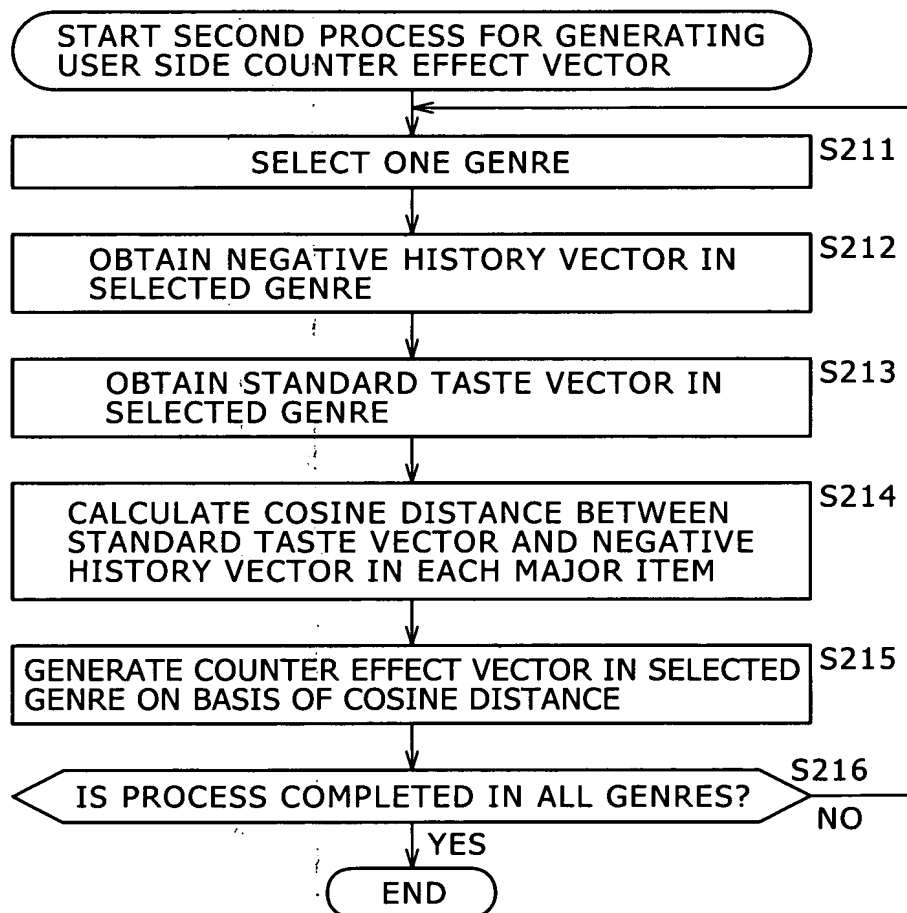 START SECOND PROCESS FOR GENERATING
USER SIDE COUNTER EFFECT VECTOR
S211
SELECT ONE GENRE
S212
OBTAIN NEGATIVE HISTORY VECTOR IN
SELECTED GENRE
S213
OBTAIN STANDARD TASTE VECTOR IN
SELECTED GENRE
S214
CALCULATE COSINE DISTANCE BETWEEN
STANDARD TASTE VECTOR AND NEGATIVE
HISTORY VECTOR IN EACH MAJOR ITEM
S215
GENERATE COUNTER EFFECT VECTOR IN SELECTED
GENRE ON BASIS OF COSINE DISTANCE
S216
IS PROCESS COMPLETED IN ALL GENRES?
NO
YES
END